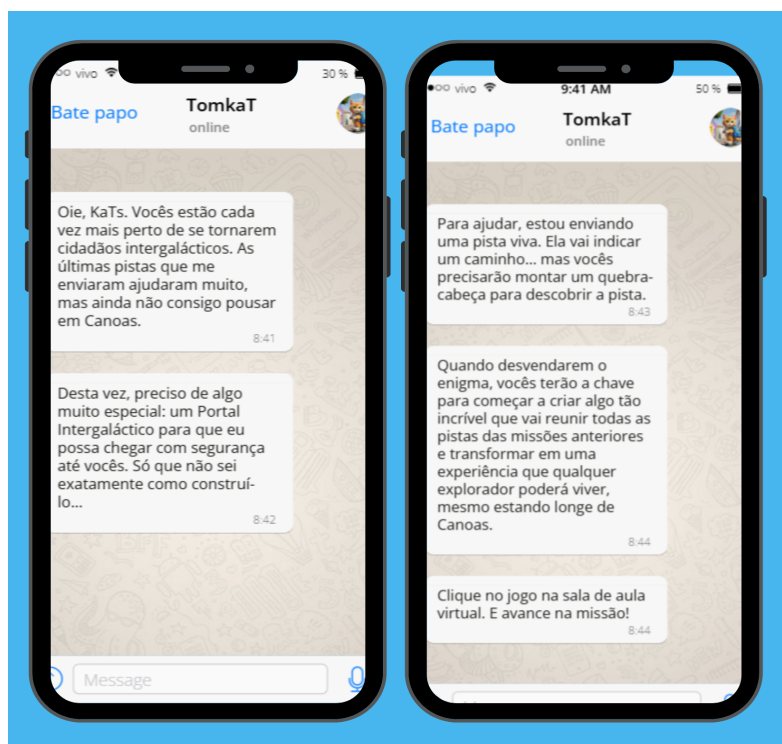 vivo
30 %
Bate papo
TomkaT
online
Oie, KaTs. Vocês estão cada
vez mais perto de se tornarem
cidadãos intergalácticos. As
últimas pistas que me
enviaram ajudaram muito,
mas ainda não consigo pousar
em Canoas.
8:41
Desta vez, preciso de algo
muito especial: um Portal
Intergaláctico para que eu
possa chegar com segurança
até vocês. Só que não sei
exatamente como construí-
lo...
8:42
Message
vivo
9:41 AM
50 %
Bate papo
TomkaT
online
Para ajudar, estou enviando
uma pista viva. Ela vai indicar
um caminho... mas vocês
precisarão montar um quebra-
cabeça para descobrir a pista.
8:43
Quando desvendarem o
enigma, vocês terão a chave
para começar a criar algo tão
incrível que vai reunir todas as
pistas das missões anteriores
e transformar em uma
experiência que qualquer
explorador poderá viver,
mesmo estando longe de
Canoas.
8:44
Clique no jogo na sala de aula
virtual. E avance na missão!
8:44